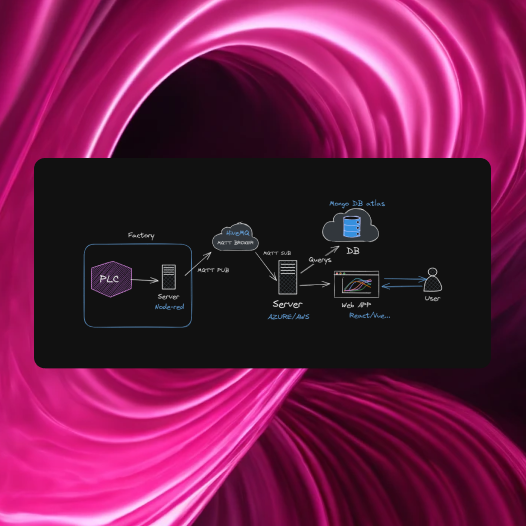 Factory
PLC
Server
Node-red
MQTT PUB
HiveMQ
MQTT BROKER
MQTT SUB
Server
AZURE/AWS
Querys
Mongo DB atlas
DB
Web APP
React/Vue...
User